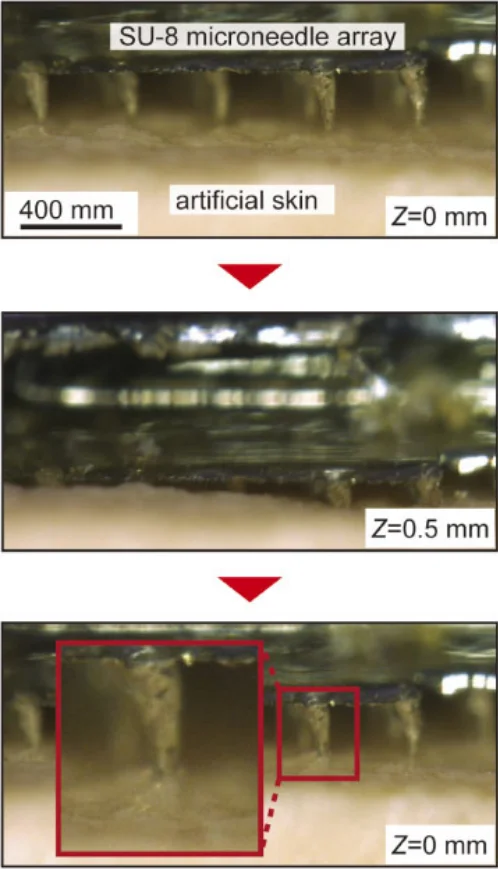 SU-8 microneedle array
artificial skin
400 mm
Z=0 mm
Z=0.5 mm
Z=0 mm